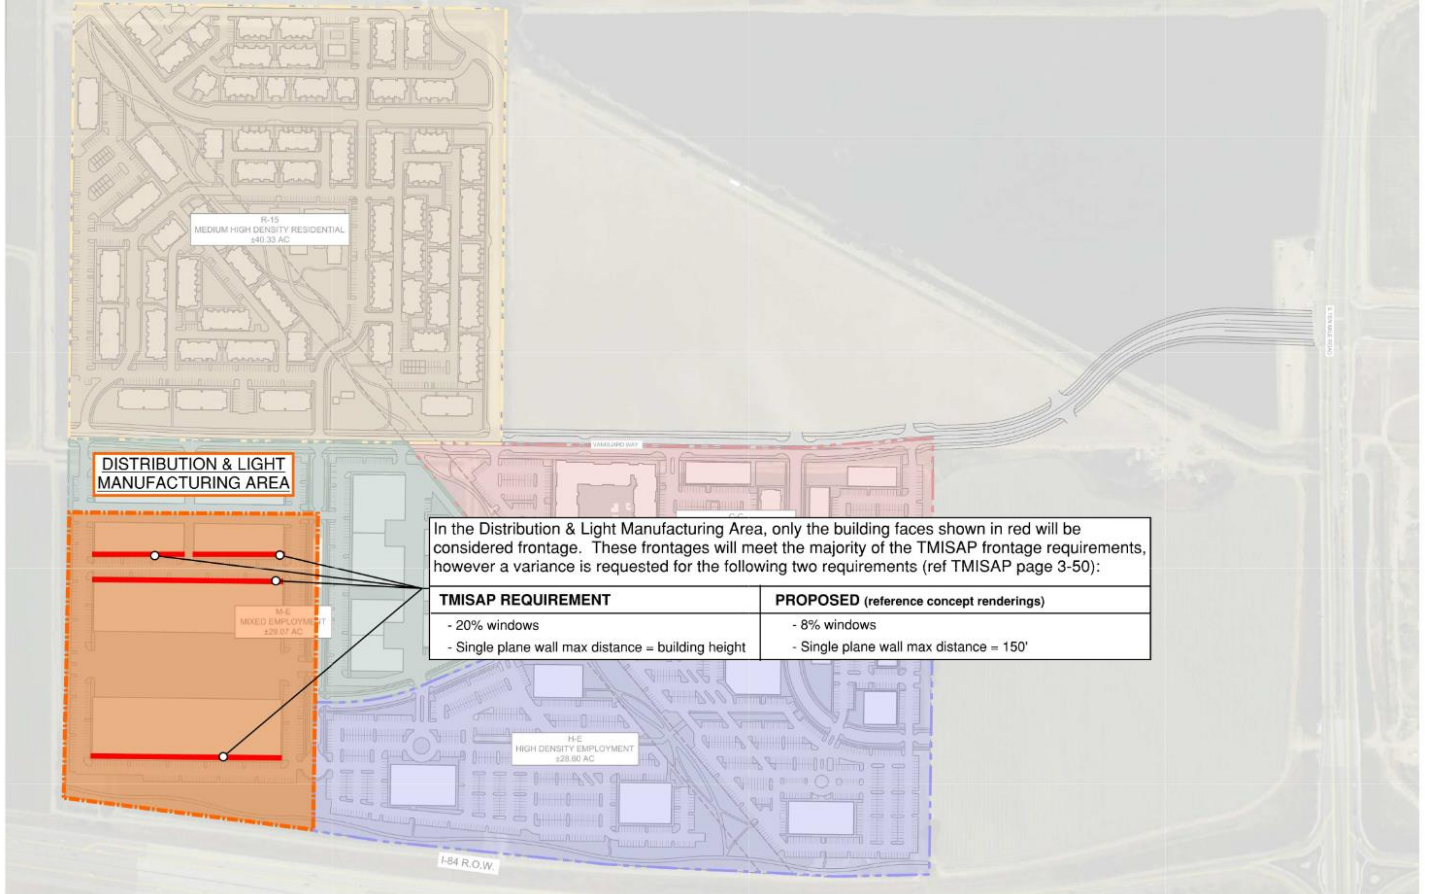 R-15
MEDIUM HIGH DENSITY RESIDENTIAL
±40.33 AC
S TEN MILE ROAD
VANGUARD WAY
DISTRIBUTION & LIGHT
MANUFACTURING AREA
In the Distribution & Light Manufacturing Area, only the building faces shown in red will be
considered frontage. These frontages will meet the majority of the TMISAP frontage requirements,
however a variance is requested for the following two requirements (ref TMISAP page 3-50):
TMISAP REQUIREMENT
PROPOSED (reference concept renderings)
- 20% windows
- 8% windows
- Single plane wall max distance = building height
- Single plane wall max distance = 150'
M-E
MIXED EMPLOYMENT
±29.07 AC
H-E
HIGH DENSITY EMPLOYMENT
±28.60 AC
I-84 R.O.W.